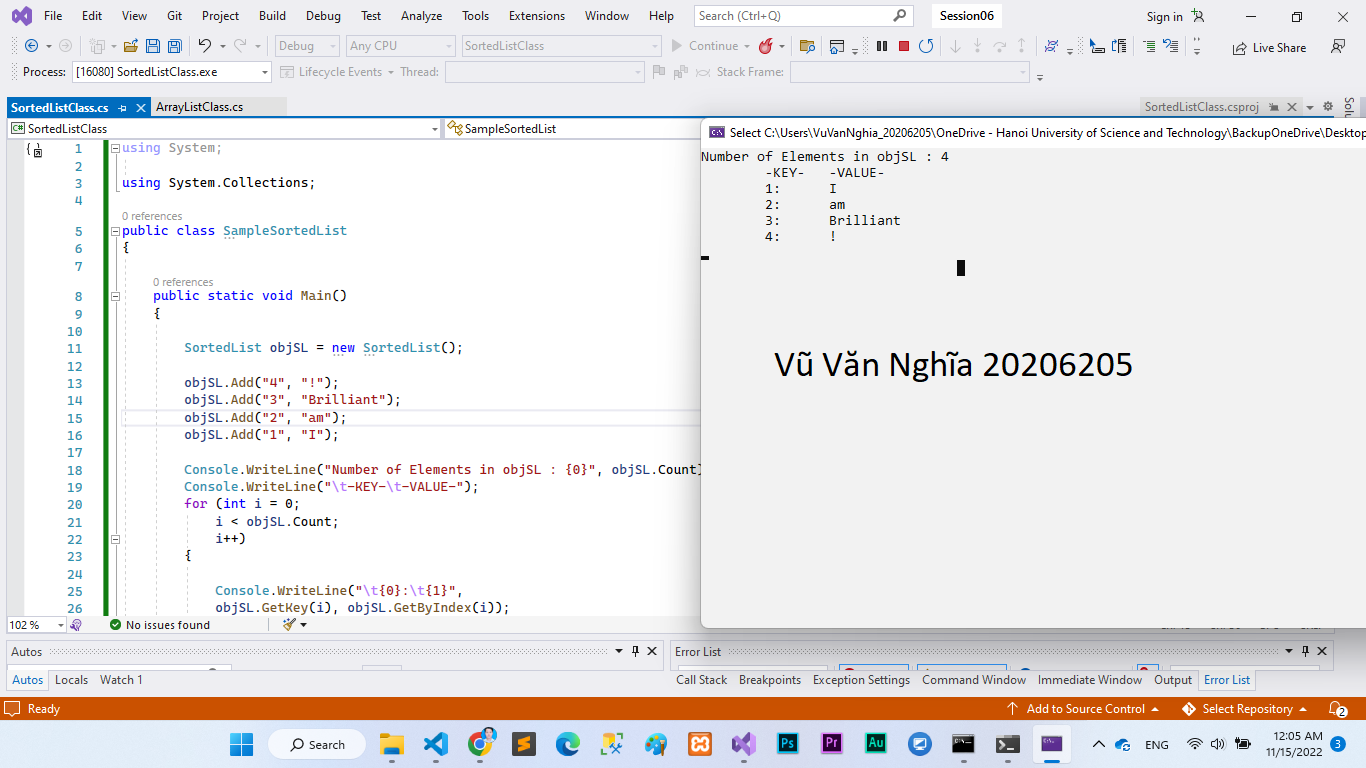 File Edit View Git Project Build Debug Test Analyze Tools Extensions Window Help Search (Ctrl+Q) Session06 Sign in
Debug Any CPU SortedListClass Continue Live Share
Process: [16080] SortedListClass.exe Lifecycle Events Thread: Stack Frame:
SortedListClass.cs ArrayListClass.cs SortedListClass.csproj
SortedListClass SampleSortedList
1 using System;
2
3 using System.Collections;
4
0 references
5 public class SampleSortedList
6 {
7
0 references
8 public static void Main()
9 {
10
11 SortedList objSL = new SortedList();
12
13 objSL.Add("4", "!");
14 objSL.Add("3", "Brilliant");
15 objSL.Add("2", "am");
16 objSL.Add("1", "I");
17
18 Console.WriteLine("Number of Elements in objSL : {0}", objSL.Count)
19 Console.WriteLine("\t-KEY-\t-VALUE-");
20 for (int i = 0;
21 i < objSL.Count;
22 i++)
23 {
24
25 Console.WriteLine("\t{0}:\t{1}",
26 objSL.GetKey(i), objSL.GetByIndex(i));
Select C:\Users\VuVanNghia_20206205\OneDrive - Hanoi University of Science and Technology\BackupOneDrive\Desktop
Number of Elements in objSL : 4
-KEY- -VALUE-
1: I
2: am
3: Brilliant
4: !
Vũ Văn Nghĩa 20206205
102 % No issues found
Autos Error List
Autos Locals Watch 1 Call Stack Breakpoints Exception Settings Command Window Immediate Window Output Error List
Ready Add to Source Control Select Repository 2
Search Ps Pr Au ENG 12:05 AM 3
11/15/2022